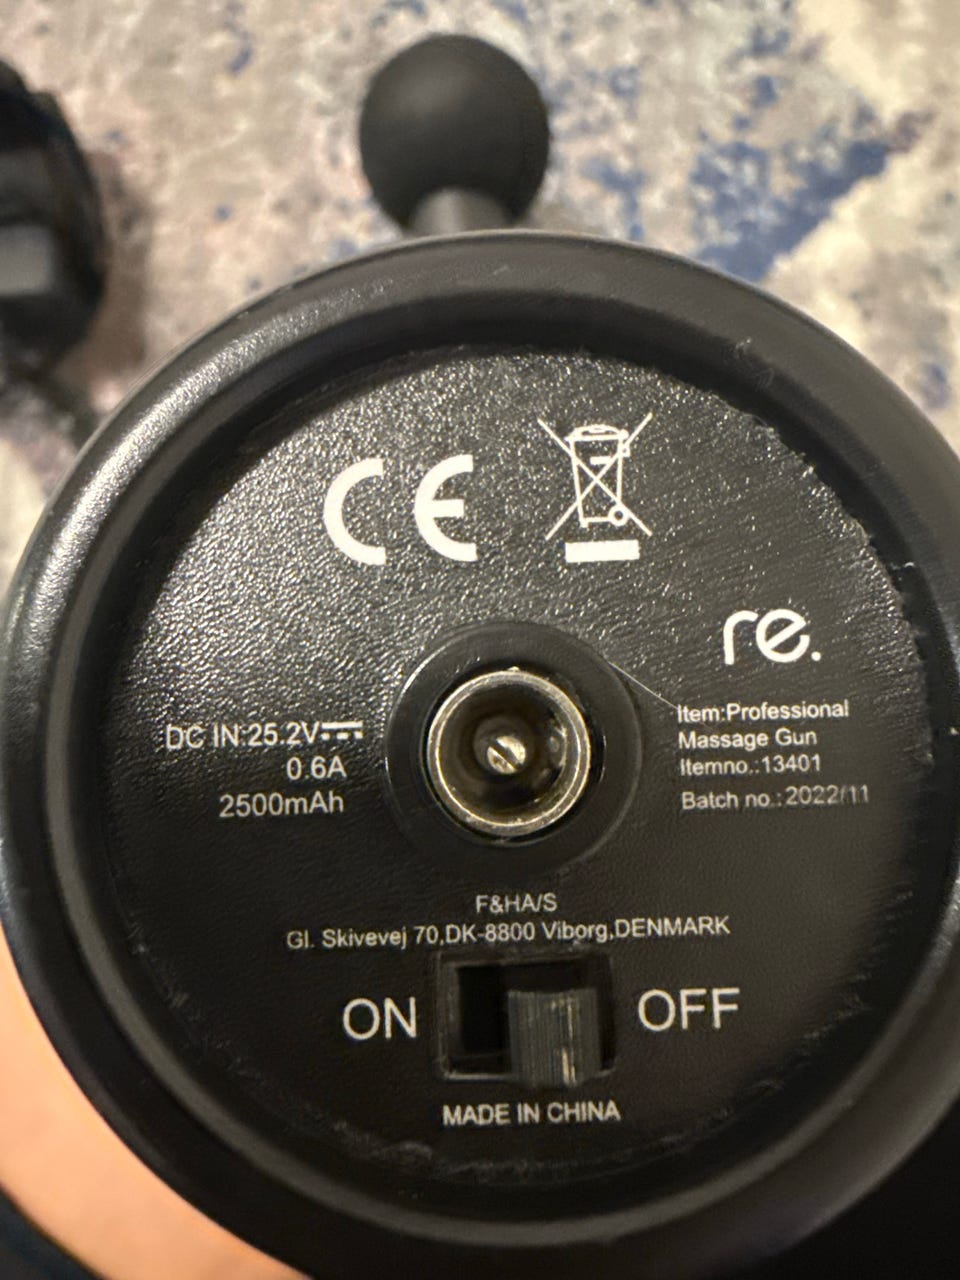 CE
re.
DC IN:25.2V
0.6A
2500mAh
Item:Professional
Massage Gun
Itemno.:13401
Batch no.:2022/11
F&HA/S
Gl. Skivevej 70,DK-8800 Viborg,DENMARK
ON
OFF
MADE IN CHINA